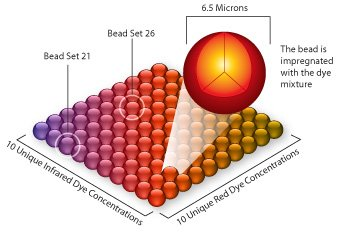 6.5 Microns
Bead Set 26
Bead Set 21
The bead is
impregnated
with the dye
mixture
10 Unique Infrared Dye Concentrations
10 Unique Red Dye Concentrations